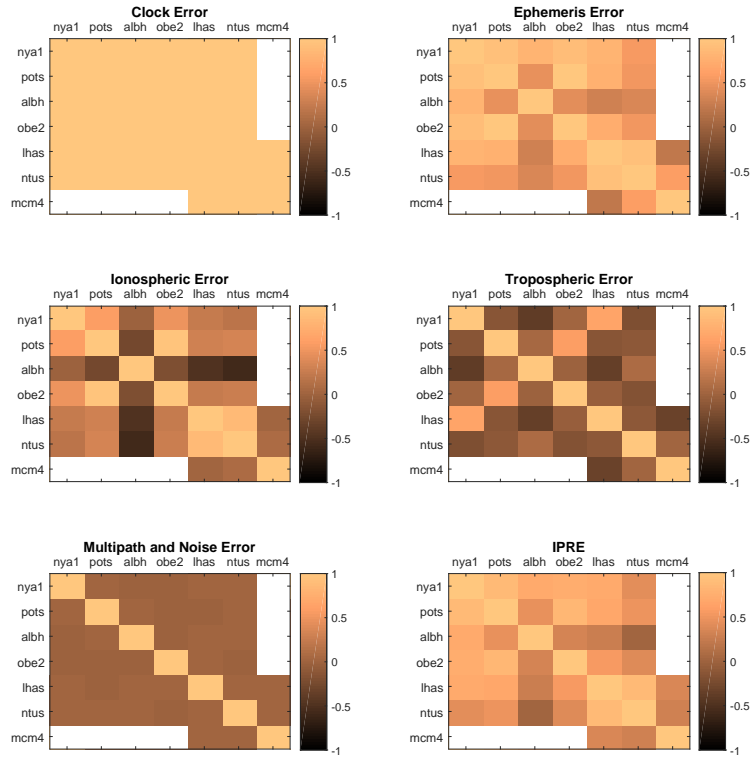 Clock Error
nya1 pots albh obe2 lhas ntus mcm4
nya1
pots
albh
obe2
lhas
ntus
mcm4
1
0.5
0
-0.5
-1
Ephemeris Error
nya1 pots albh obe2 lhas ntus mcm4
nya1
pots
albh
obe2
lhas
ntus
mcm4
1
0.5
0
-0.5
-1
Ionospheric Error
nya1 pots albh obe2 lhas ntus mcm4
nya1
pots
albh
obe2
lhas
ntus
mcm4
1
0.5
0
-0.5
-1
Tropospheric Error
nya1 pots albh obe2 lhas ntus mcm4
nya1
pots
albh
obe2
lhas
ntus
mcm4
1
0.5
0
-0.5
-1
Multipath and Noise Error
nya1 pots albh obe2 lhas ntus mcm4
nya1
pots
albh
obe2
lhas
ntus
mcm4
1
0.5
0
-0.5
-1
IPRE
nya1 pots albh obe2 lhas ntus mcm4
nya1
pots
albh
obe2
lhas
ntus
mcm4
1
0.5
0
-0.5
-1